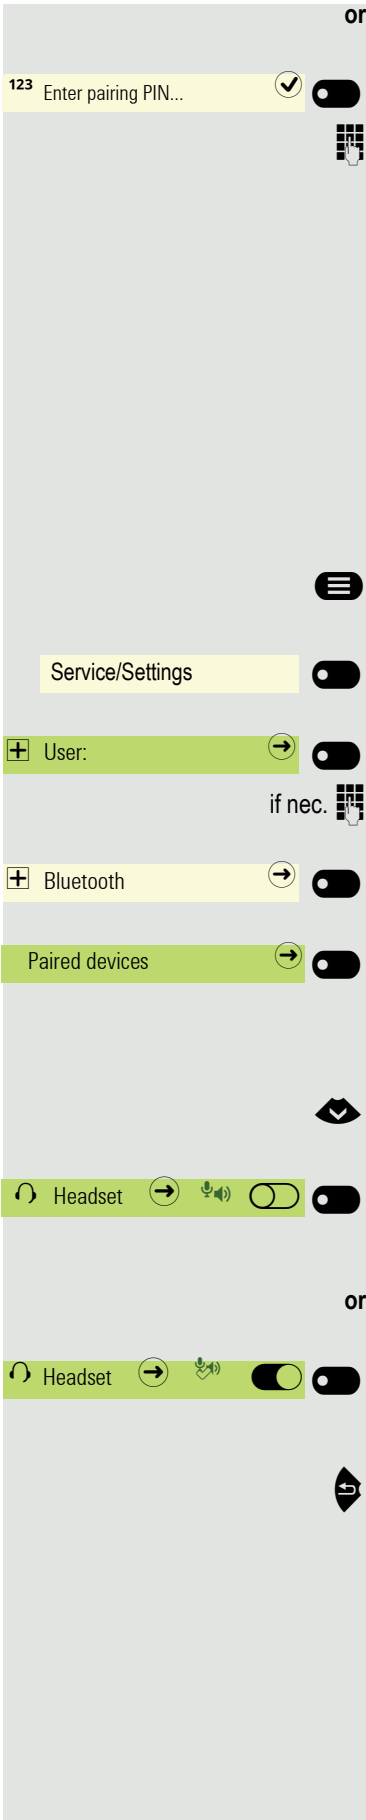 or
123 Enter pairing PIN...
Service/Settings
User:
if nec.
Bluetooth
Paired devices
Headset
or
Headset